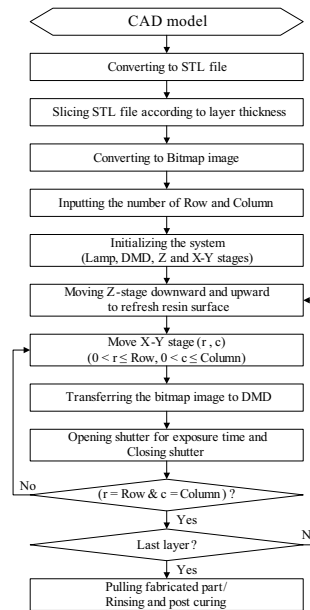 CAD model
Converting to STL file
Slicing STL file according to layer thickness
Converting to Bitmap image
Inputting the number of Row and Column
Initializing the system
(Lamp, DMD, Z and X-Y stages)
Moving Z-stage downward and upward
to refresh resin surface
Move X-Y stage (r , c)
(0 < r ≤ Row, 0 < c ≤ Column)
Transferring the bitmap image to DMD
Opening shutter for exposure time and
Closing shutter
No
(r = Row & c = Column) ?
Yes
Last layer ?
Yes
Pulling fabricated part/
Rinsing and post curing